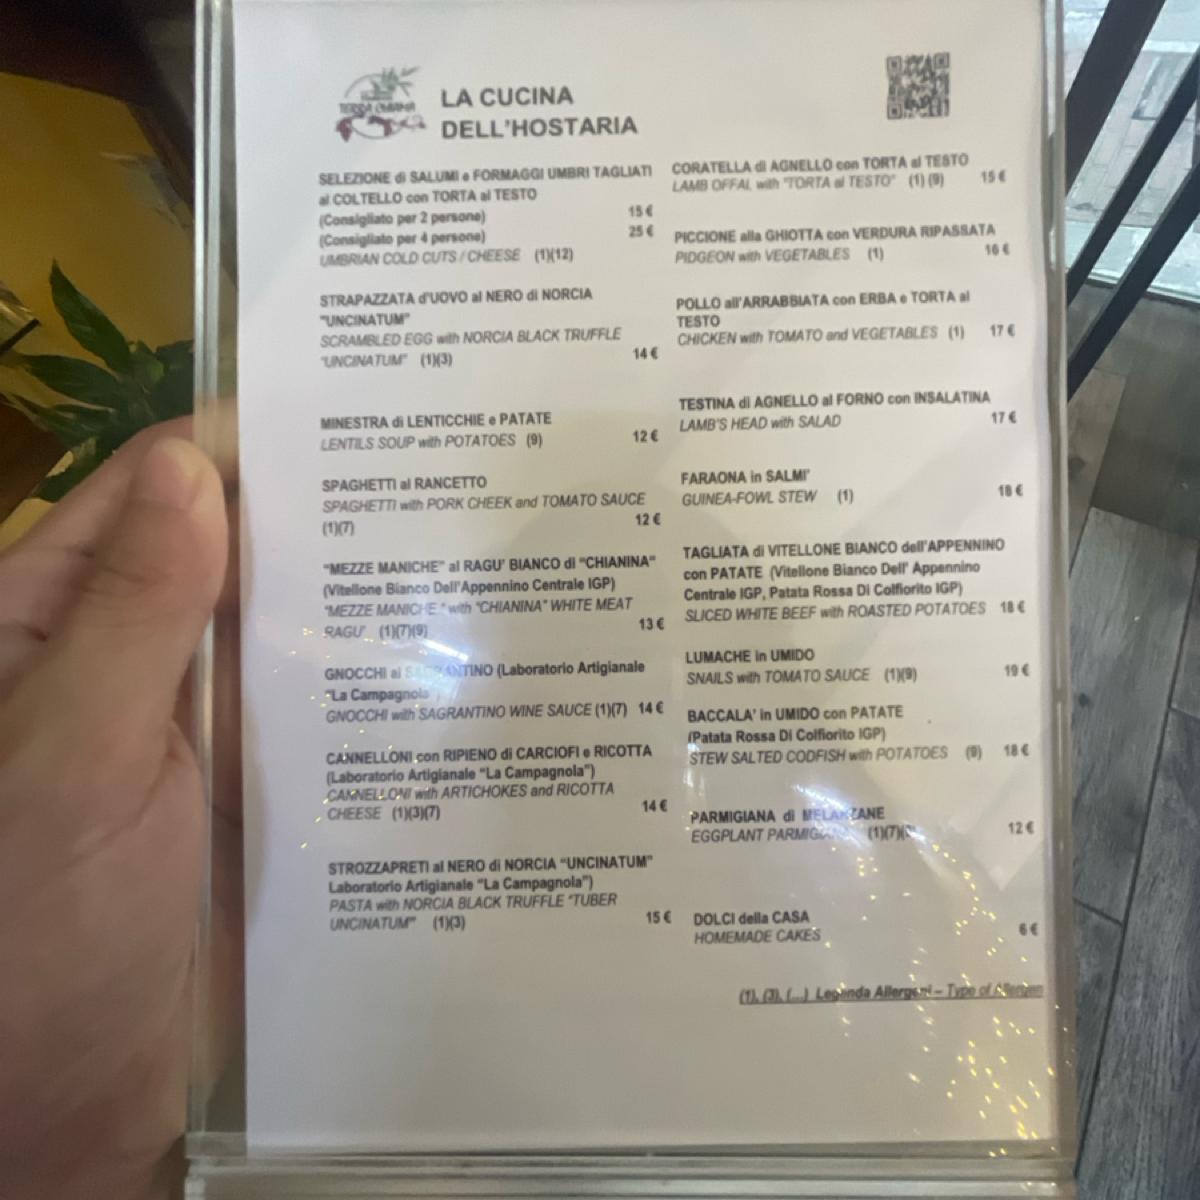 TERRA UMBRA
LA CUCINA
DELL'HOSTARIA
SELEZIONE di SALUMI e FORMAGGI UMBRI TAGLIATI
al COLTELLO con TORTA al TESTO
(Consigliato per 2 persone) 15 €
(Consigliato per 4 persone) 25 €
UMBRIAN COLD CUTS / CHEESE (1)(12)
STRAPAZZATA d'UOVO al NERO di NORCIA
"UNCINATUM"
SCRAMBLED EGG with NORCIA BLACK TRUFFLE
"UNCINATUM" (1)(3) 14 €
MINESTRA di LENTICCHIE e PATATE
LENTILS SOUP with POTATOES (9) 12 €
SPAGHETTI al RANCETTO
SPAGHETTI with PORK CHEEK and TOMATO SAUCE
(1)(7) 12 €
"MEZZE MANICHE" al RAGU' BIANCO di "CHIANINA"
(Vitellone Bianco Dell'Appennino Centrale IGP)
"MEZZE MANICHE" with "CHIANINA" WHITE MEAT
RAGU' (1)(7)(9) 13 €
GNOCCHI al SAGRANTINO (Laboratorio Artigianale
"La Campagnola")
GNOCCHI with SAGRANTINO WINE SAUCE (1)(7) 14 €
CANNELLONI con RIPIENO di CARCIOFI e RICOTTA
(Laboratorio Artigianale "La Campagnola")
CANNELLONI with ARTICHOKES and RICOTTA
CHEESE (1)(3)(7) 14 €
STROZZAPRETI al NERO di NORCIA "UNCINATUM"
Laboratorio Artigianale "La Campagnola")
PASTA with NORCIA BLACK TRUFFLE "TUBER
UNCINATUM" (1)(3) 15 €
CORATELLA di AGNELLO con TORTA al TESTO
LAMB OFFAL with "TORTA al TESTO" (1) (9) 15 €
PICCIONE alla GHIOTTA con VERDURA RIPASSATA
PIDGEON with VEGETABLES (1) 16 €
POLLO all'ARRABBIATA con ERBA e TORTA al
TESTO
CHICKEN with TOMATO and VEGETABLES (1) 17 €
TESTINA di AGNELLO al FORNO con INSALATINA
LAMB'S HEAD with SALAD 17 €
FARAONA in SALMI'
GUINEA-FOWL STEW (1) 18 €
TAGLIATA di VITELLONE BIANCO dell'APPENNINO
con PATATE (Vitellone Bianco Dell' Appennino
Centrale IGP, Patata Rossa Di Colfiorito IGP)
SLICED WHITE BEEF with ROASTED POTATOES 18 €
LUMACHE in UMIDO
SNAILS with TOMATO SAUCE (1)(9) 19 €
BACCALA' in UMIDO con PATATE
(Patata Rossa Di Colfiorito IGP)
STEW SALTED CODFISH with POTATOES (9) 18 €
PARMIGIANA di MELANZANE
EGGPLANT PARMIGIANA (1)(7) 12 €
DOLCI della CASA
HOMEMADE CAKES 6 €
(1), (3), (...) Legenda Allergeni – Type of Allergen